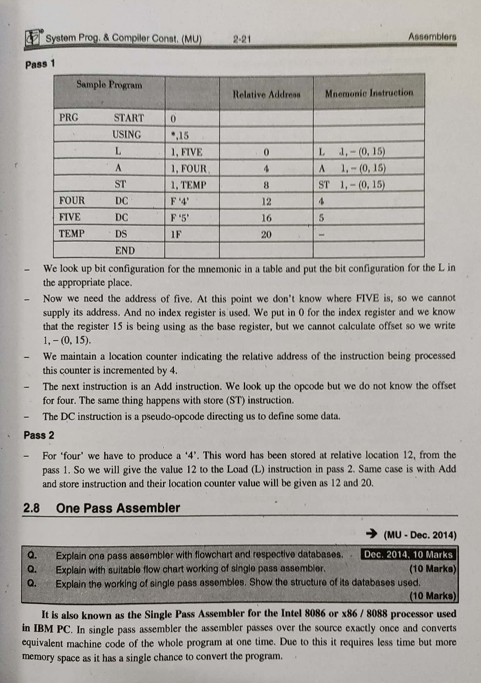 System Prog. & Compiler Const. (MU) 2-21 Assemblers
Pass 1
Sample Program Relative Address Mnemonic Instruction
PRG START 0
USING *,15
L 1, FIVE 0 L 1, – (0, 15)
A 1, FOUR 4 A 1, – (0, 15)
ST 1, TEMP 8 ST 1, – (0, 15)
FOUR DC F '4' 12 4
FIVE DC F '5' 16 5
TEMP DS 1F 20 –
END
– We look up bit configuration for the mnemonic in a table and put the bit configuration for the L in
the appropriate place.
– Now we need the address of five. At this point we don't know where FIVE is, so we cannot
supply its address. And no index register is used. We put in 0 for the index register and we know
that the register 15 is being using as the base register, but we cannot calculate offset so we write
1, – (0, 15).
– We maintain a location counter indicating the relative address of the instruction being processed
this counter is incremented by 4.
– The next instruction is an Add instruction. We look up the opcode but we do not know the offset
for four. The same thing happens with store (ST) instruction.
– The DC instruction is a pseudo-opcode directing us to define some data.
Pass 2
– For 'four' we have to produce a '4'. This word has been stored at relative location 12, from the
pass 1. So we will give the value 12 to the Load (L) instruction in pass 2. Same case is with Add
and store instruction and their location counter value will be given as 12 and 20.
2.8 One Pass Assembler
→ (MU - Dec. 2014)
Q. Explain one pass assembler with flowchart and respective databases. Dec. 2014, 10 Marks
Q. Explain with suitable flow chart working of single pass assembler. (10 Marks)
Q. Explain the working of single pass assembles. Show the structure of its databases used.
(10 Marks)
It is also known as the Single Pass Assembler for the Intel 8086 or x86 / 8088 processor used
in IBM PC. In single pass assembler the assembler passes over the source exactly once and converts
equivalent machine code of the whole program at one time. Due to this it requires less time but more
memory space as it has a single chance to convert the program.